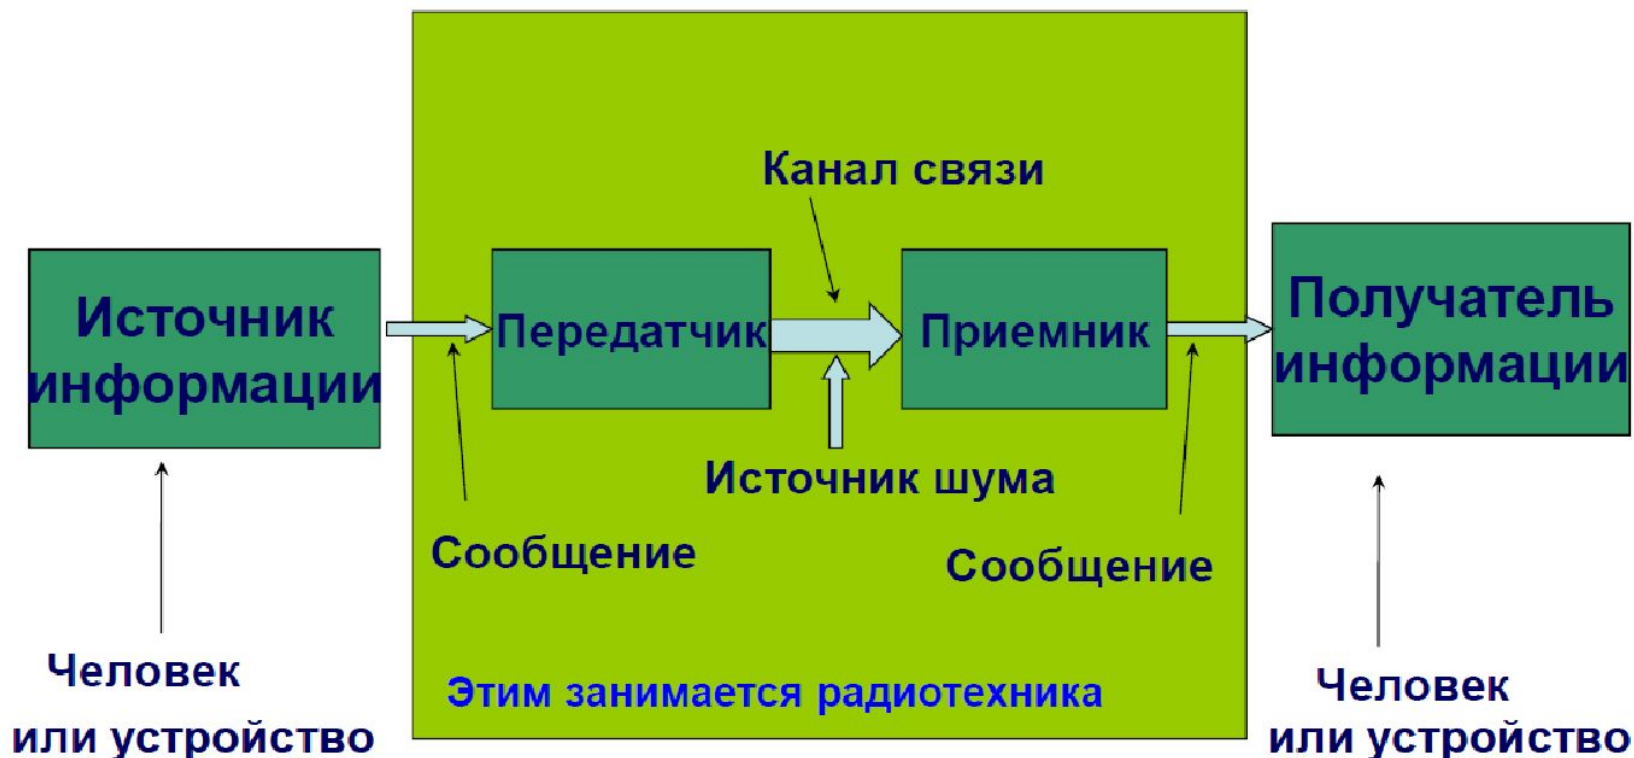 Канал связи
Источник
информации
Передатчик
Приемник
Получатель
информации
Источник шума
Сообщение
Сообщение
Человек
или устройство
Этим занимается радиотехника
Человек
или устройство